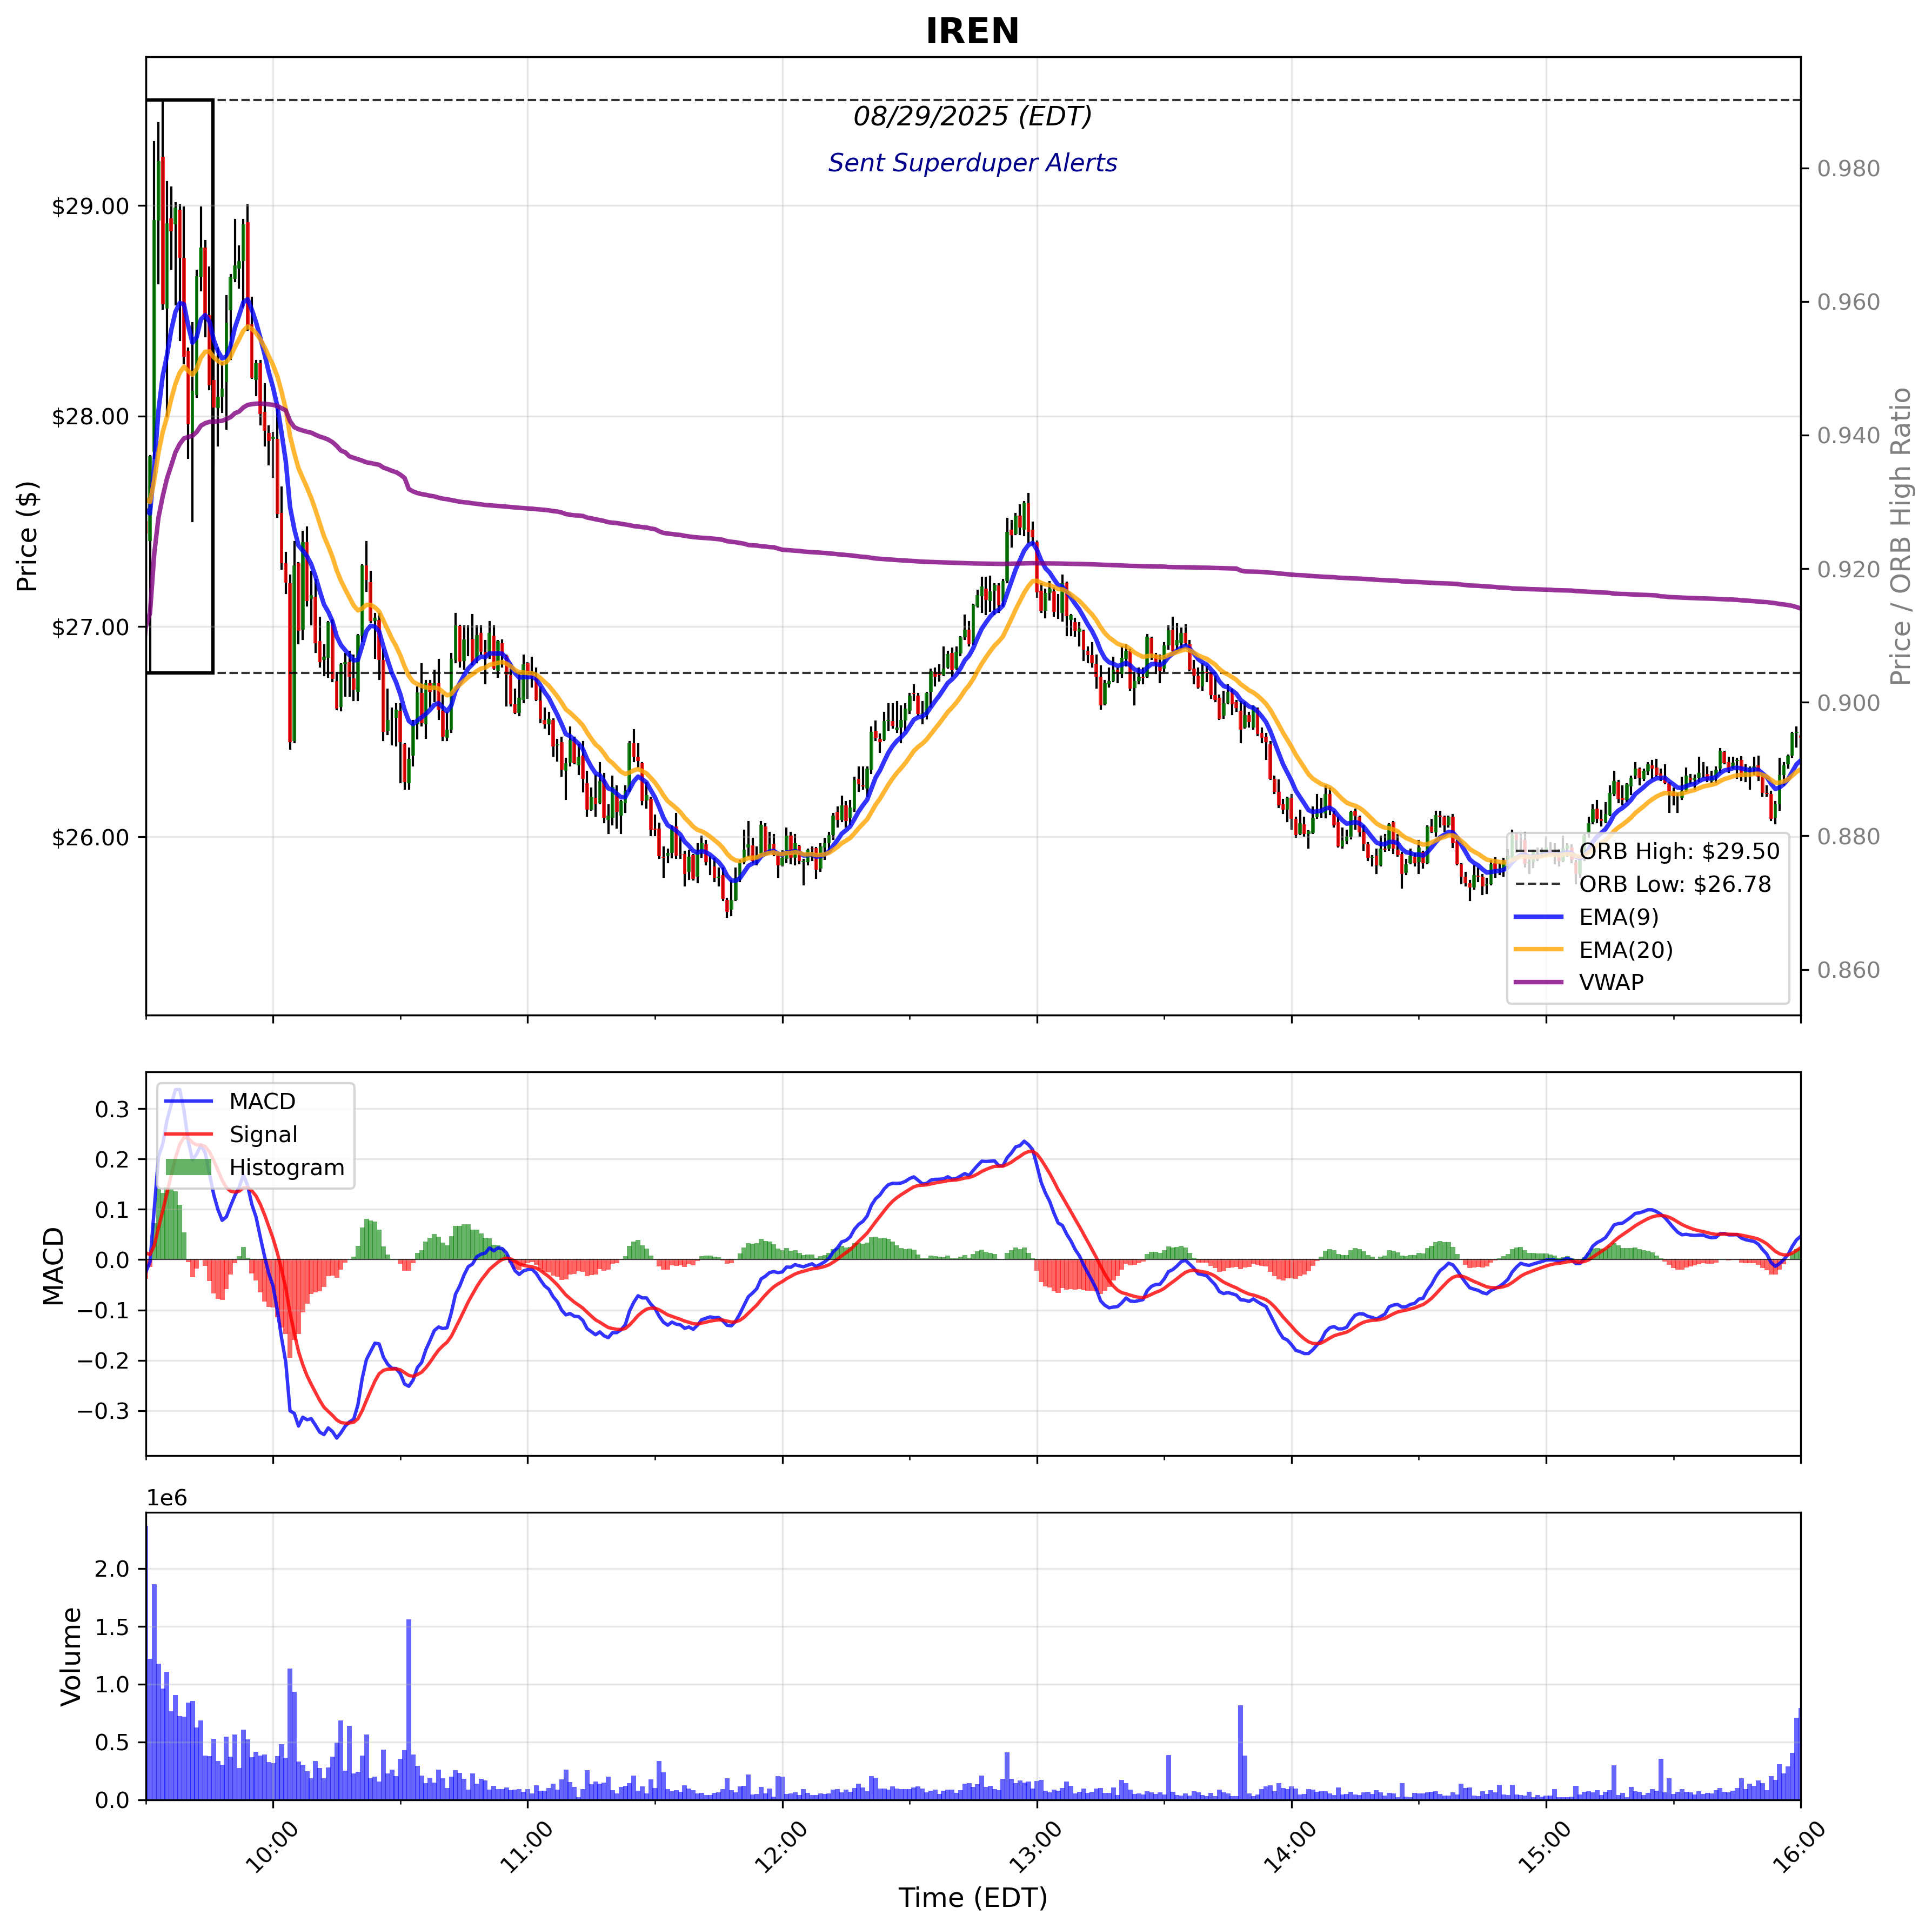 IREN
08/29/2025 (EDT)
Sent Superduper Alerts
Price ($)
$29.00
$28.00
$27.00
$26.00
0.980
0.960
0.940
0.920
0.900
0.880
0.860
Price / ORB High Ratio
ORB High: $29.50
ORB Low: $26.78
EMA(9)
EMA(20)
VWAP
MACD
0.3
0.2
0.1
0.0
−0.1
−0.2
−0.3
MACD
Signal
Histogram
1e6
Volume
2.0
1.5
1.0
0.5
0.0
10:00
11:00
12:00
13:00
14:00
15:00
16:00
Time (EDT)